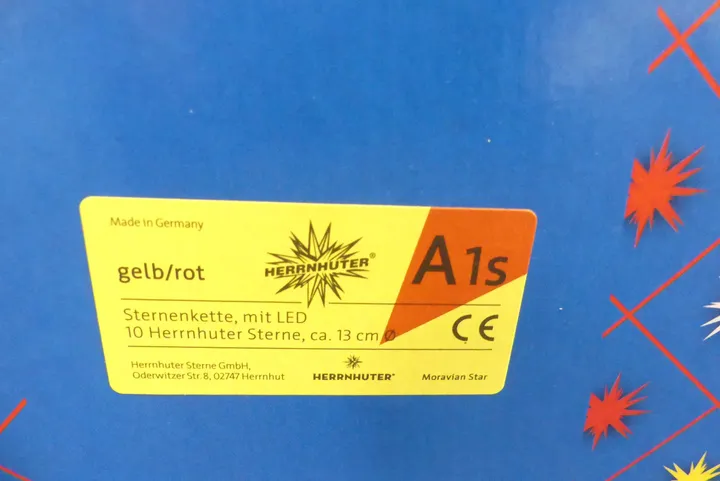 Made in Germany
gelb/rot
HERRNHUTER®
A1s
Sternenkette, mit LED
10 Herrnhuter Sterne, ca. 13 cm Ø
CE
Herrnhuter Sterne GmbH,
Oderwitzer Str. 8, 02747 Herrnhut
HERRNHUTER®
Moravian Star